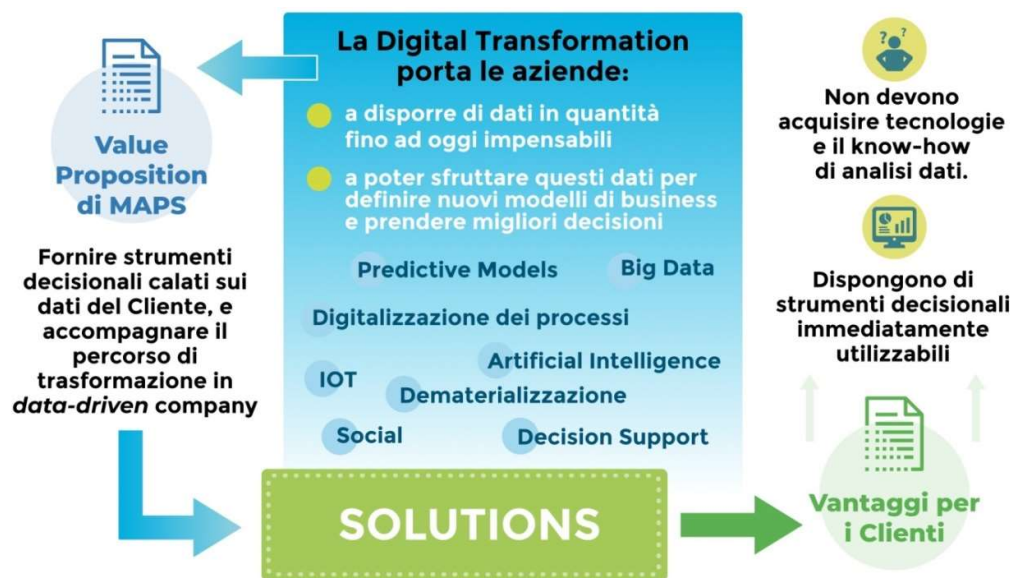 La Digital Transformation
porta le aziende:
a disporre di dati in quantità
fino ad oggi impensabili
a poter sfruttare questi dati per
definire nuovi modelli di business
e prendere migliori decisioni
Predictive Models
Big Data
Digitalizzazione dei processi
Artificial Intelligence
IOT
Dematerializzazione
Social
Decision Support
Value
Proposition
di MAPS
Fornire strumenti
decisionali calati sui
dati del Cliente, e
accompagnare il
percorso di
trasformazione in
data-driven company
SOLUTIONS
Vantaggi per
i Clienti
? ?
Non devono
acquisire tecnologie
e il know-how
di analisi dati.
Dispongono di
strumenti decisionali
immediatamente
utilizzabili